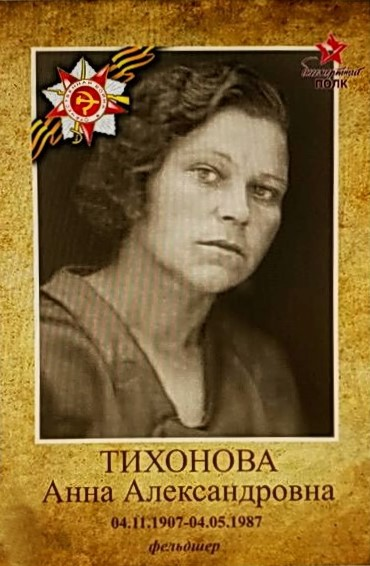 Бессмертный
ПОЛК
ТИХОНОВА
Анна Александровна
04.11.1907-04.05.1987
фельдшер